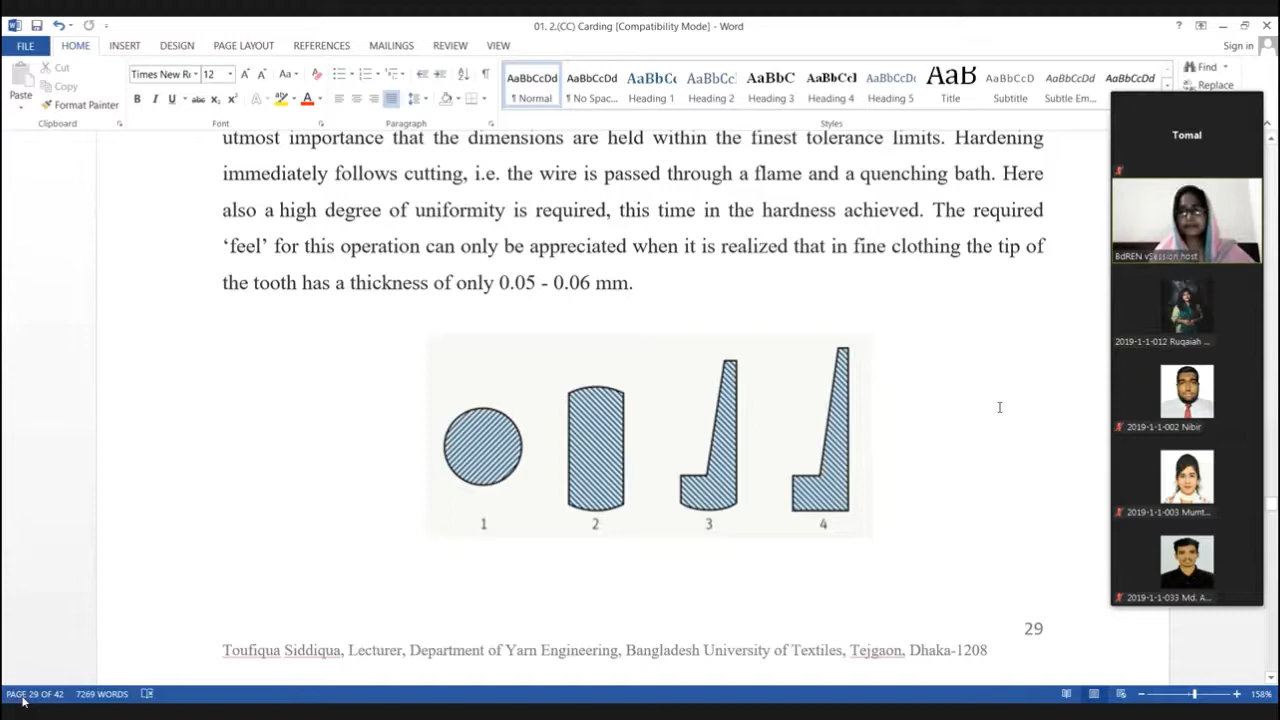 01. 2.(CC) Carding [Compatibility Mode] - Word
FILE HOME INSERT DESIGN PAGE LAYOUT REFERENCES MAILINGS REVIEW VIEW Sign in
Paste
Cut
Copy
Format Painter
Clipboard
Times New Ro 12
Font
Paragraph
AaBbCcDd AaBbCcDd AaBbCc AaBbCc AaBbC AaBbCcI AaBbCcDd AaB AaBbCcDd AaBbCcDd AaBbCcDd
¶ Normal ¶ No Spac... Heading 1 Heading 2 Heading 3 Heading 4 Heading 5 Title Subtitle Subtle Em...
Styles
Find
Replace
utmost importance that the dimensions are held within the finest tolerance limits. Hardening
immediately follows cutting, i.e. the wire is passed through a flame and a quenching bath. Here
also a high degree of uniformity is required, this time in the hardness achieved. The required
‘feel’ for this operation can only be appreciated when it is realized that in fine clothing the tip of
the tooth has a thickness of only 0.05 - 0.06 mm.
1 2 3 4
29
Toufiqua Siddiqua, Lecturer, Department of Yarn Engineering, Bangladesh University of Textiles, Tejgaon, Dhaka-1208
Tomal
BdREN vSession host
2019-1-1-012 Ruqaiah ...
2019-1-1-002 Nibir
2019-1-1-003 Mumt...
2019-1-1-033 Md. A...
PAGE 29 OF 42 7269 WORDS
158%